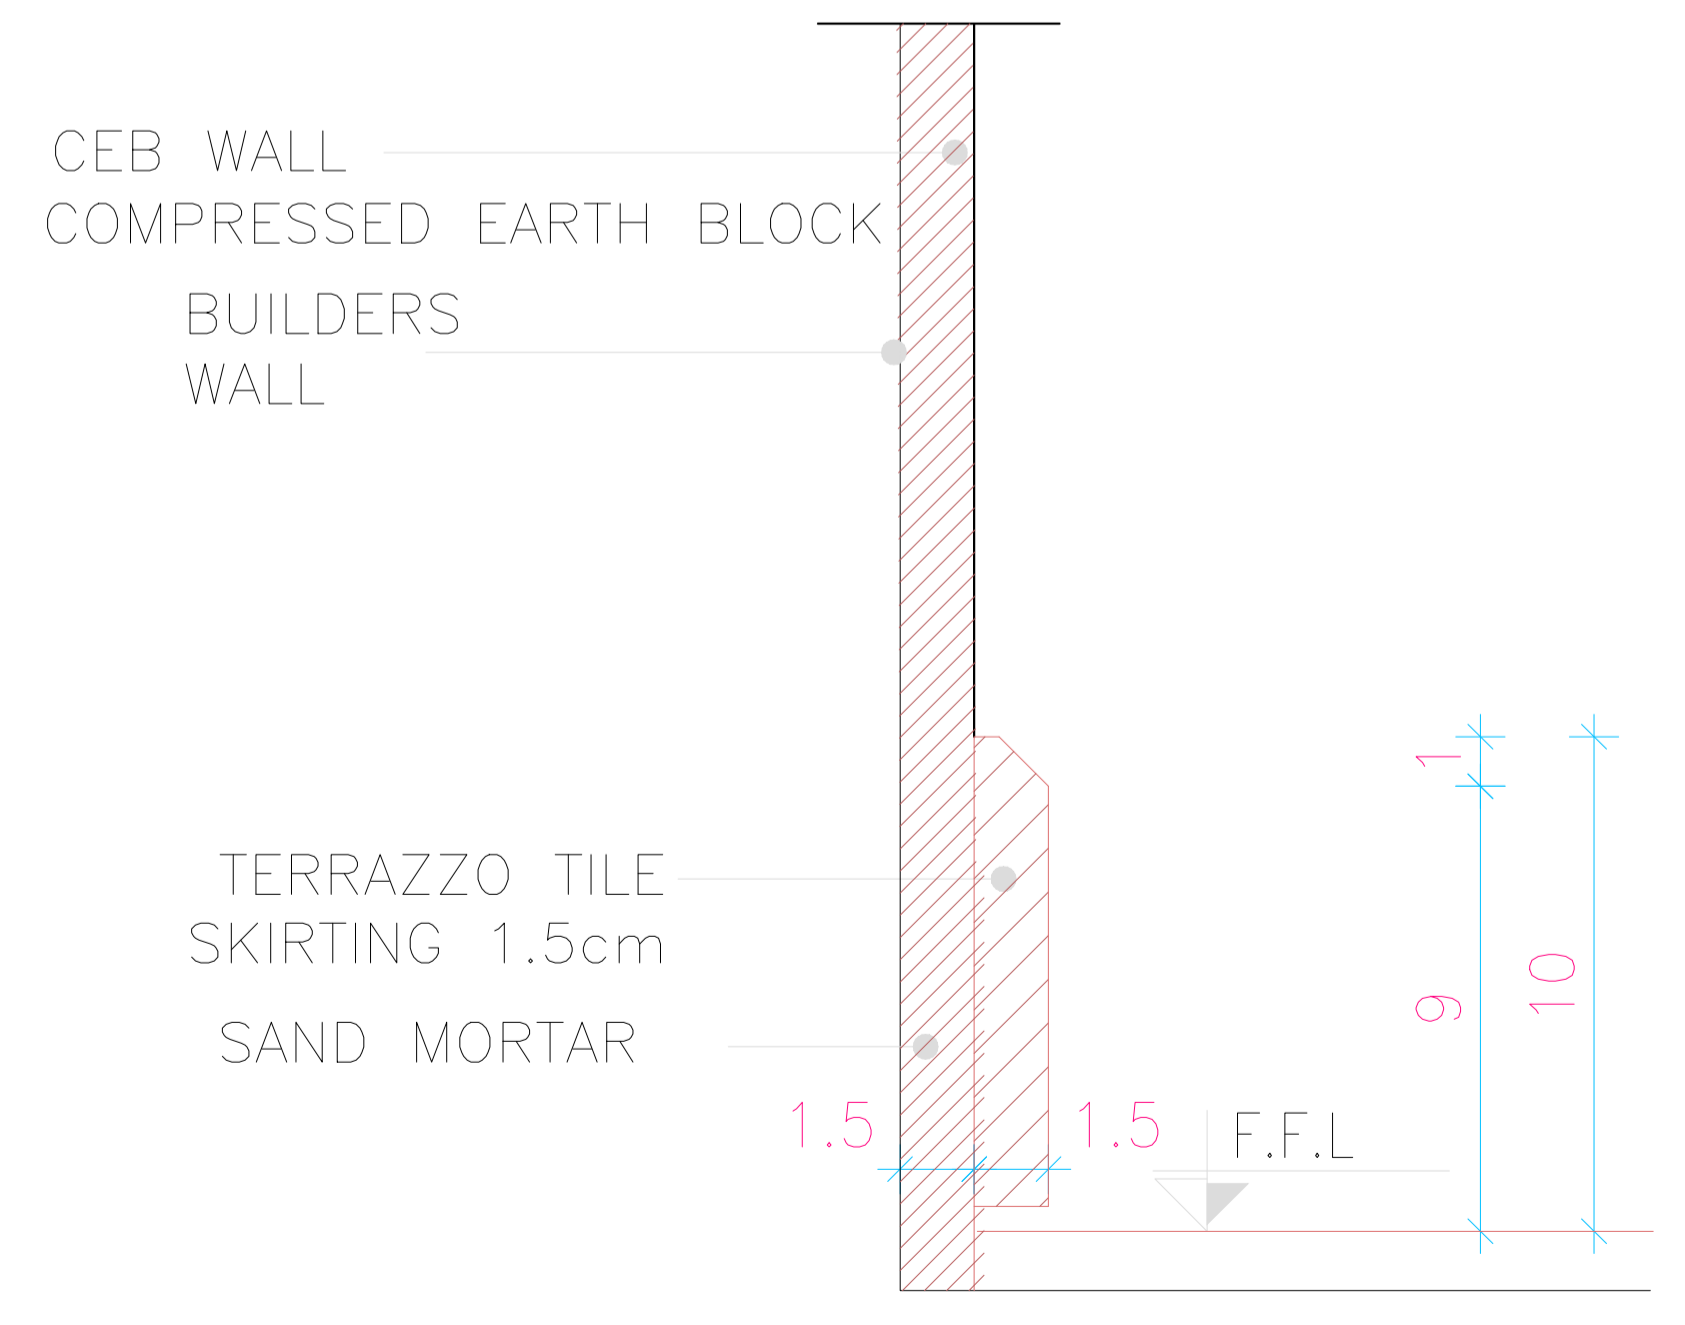 CEB WALL
COMPRESSED EARTH BLOCK
BUILDERS
WALL
1
TERRAZZO TILE
SKIRTING 1.5cm
9
10
SAND MORTAR
1.5
1.5
F.F.L